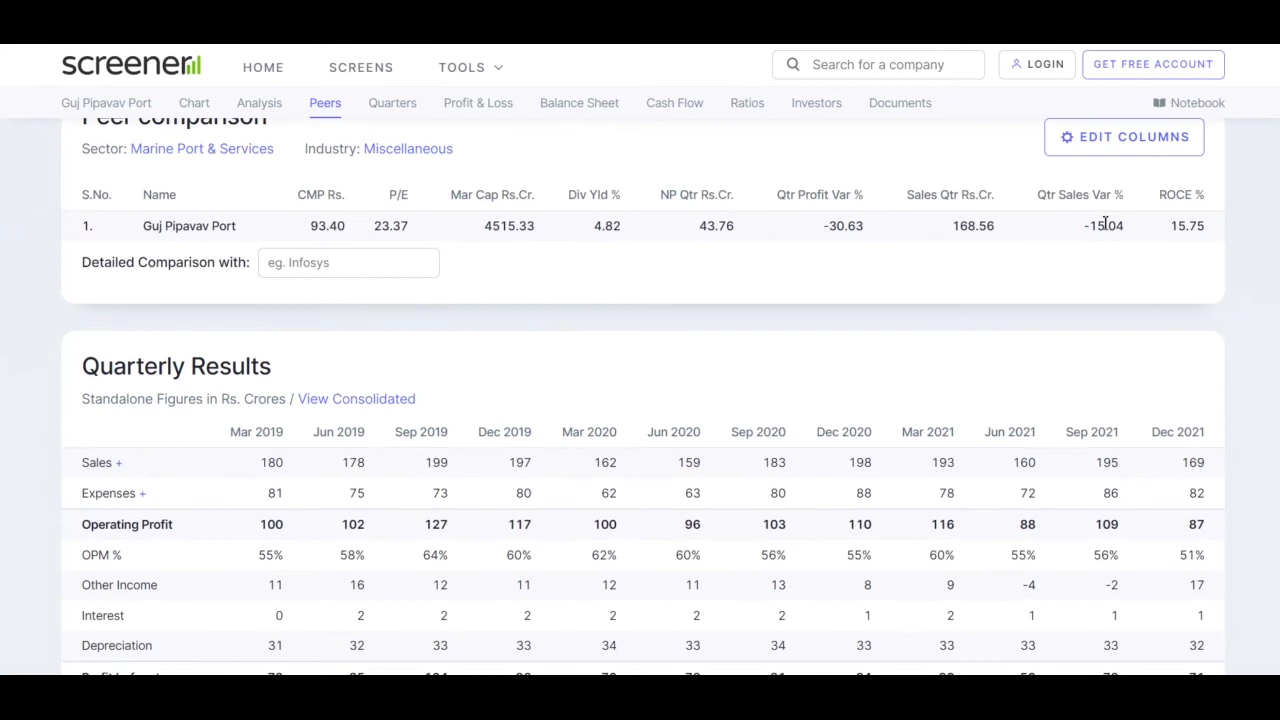 screener HOME SCREENS TOOLS Search for a company LOGIN GET FREE ACCOUNT
Guj Pipavav Port Chart Analysis Peers Quarters Profit & Loss Balance Sheet Cash Flow Ratios Investors Documents Notebook
Peer comparison
EDIT COLUMNS
Sector: Marine Port & Services Industry: Miscellaneous
S.No. Name CMP Rs. P/E Mar Cap Rs.Cr. Div Yld % NP Qtr Rs.Cr. Qtr Profit Var % Sales Qtr Rs.Cr. Qtr Sales Var % ROCE %
1. Guj Pipavav Port 93.40 23.37 4515.33 4.82 43.76 -30.63 168.56 -15.04 15.75
Detailed Comparison with: eg. Infosys
Quarterly Results
Standalone Figures in Rs. Crores / View Consolidated
Mar 2019 Jun 2019 Sep 2019 Dec 2019 Mar 2020 Jun 2020 Sep 2020 Dec 2020 Mar 2021 Jun 2021 Sep 2021 Dec 2021
Sales + 180 178 199 197 162 159 183 198 193 160 195 169
Expenses + 81 75 73 80 62 63 80 88 78 72 86 82
Operating Profit 100 102 127 117 100 96 103 110 116 88 109 87
OPM % 55% 58% 64% 60% 62% 60% 56% 55% 60% 55% 56% 51%
Other Income 11 16 12 11 12 11 13 8 9 -4 -2 17
Interest 0 2 2 2 2 2 2 1 2 1 1 1
Depreciation 31 32 33 33 34 33 34 33 33 33 33 32